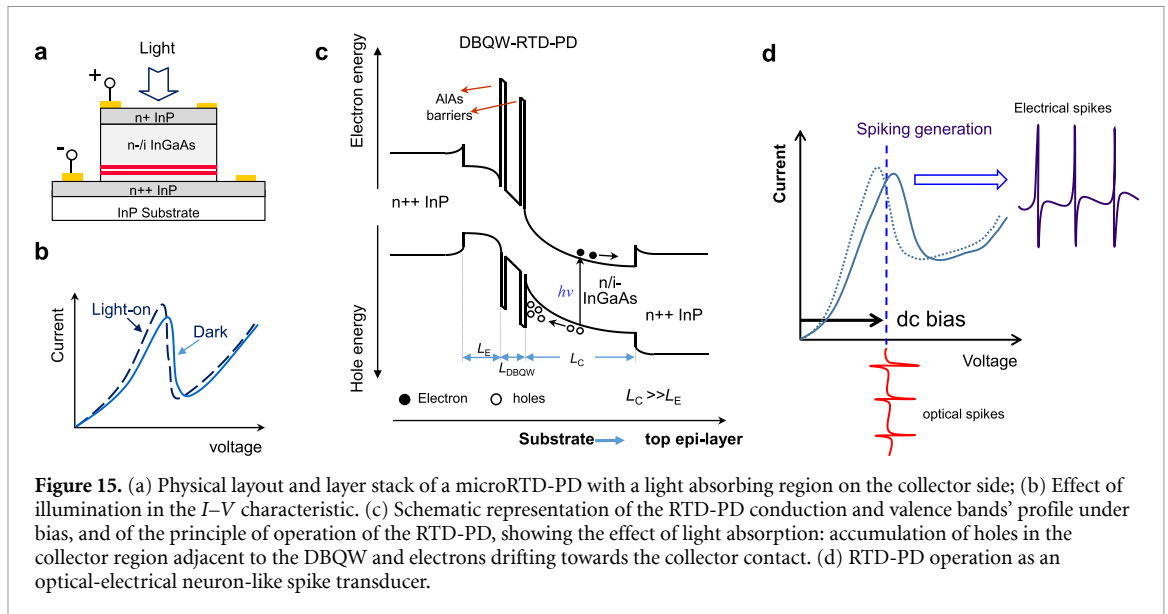 a
Light
+
n+ InP
n-/i InGaAs
-
n++ InP
InP Substrate
b
Light-on
Dark
Current
voltage
c
DBQW-RTD-PD
Electron energy
Hole energy
AlAs
barriers
n++ InP
hν
n/i-
InGaAs
n++ InP
LE
LDBQW
LC
Electron
holes
LC >>LE
Substrate
top epi-layer
d
Electrical spikes
Spiking generation
Current
dc bias
Voltage
optical spikes
Figure 15. (a) Physical layout and layer stack of a microRTD-PD with a light absorbing region on the collector side; (b) Effect of
illumination in the I–V characteristic. (c) Schematic representation of the RTD-PD conduction and valence bands' profile under
bias, and of the principle of operation of the RTD-PD, showing the effect of light absorption: accumulation of holes in the
collector region adjacent to the DBQW and electrons drifting towards the collector contact. (d) RTD-PD operation as an
optical-electrical neuron-like spike transducer.